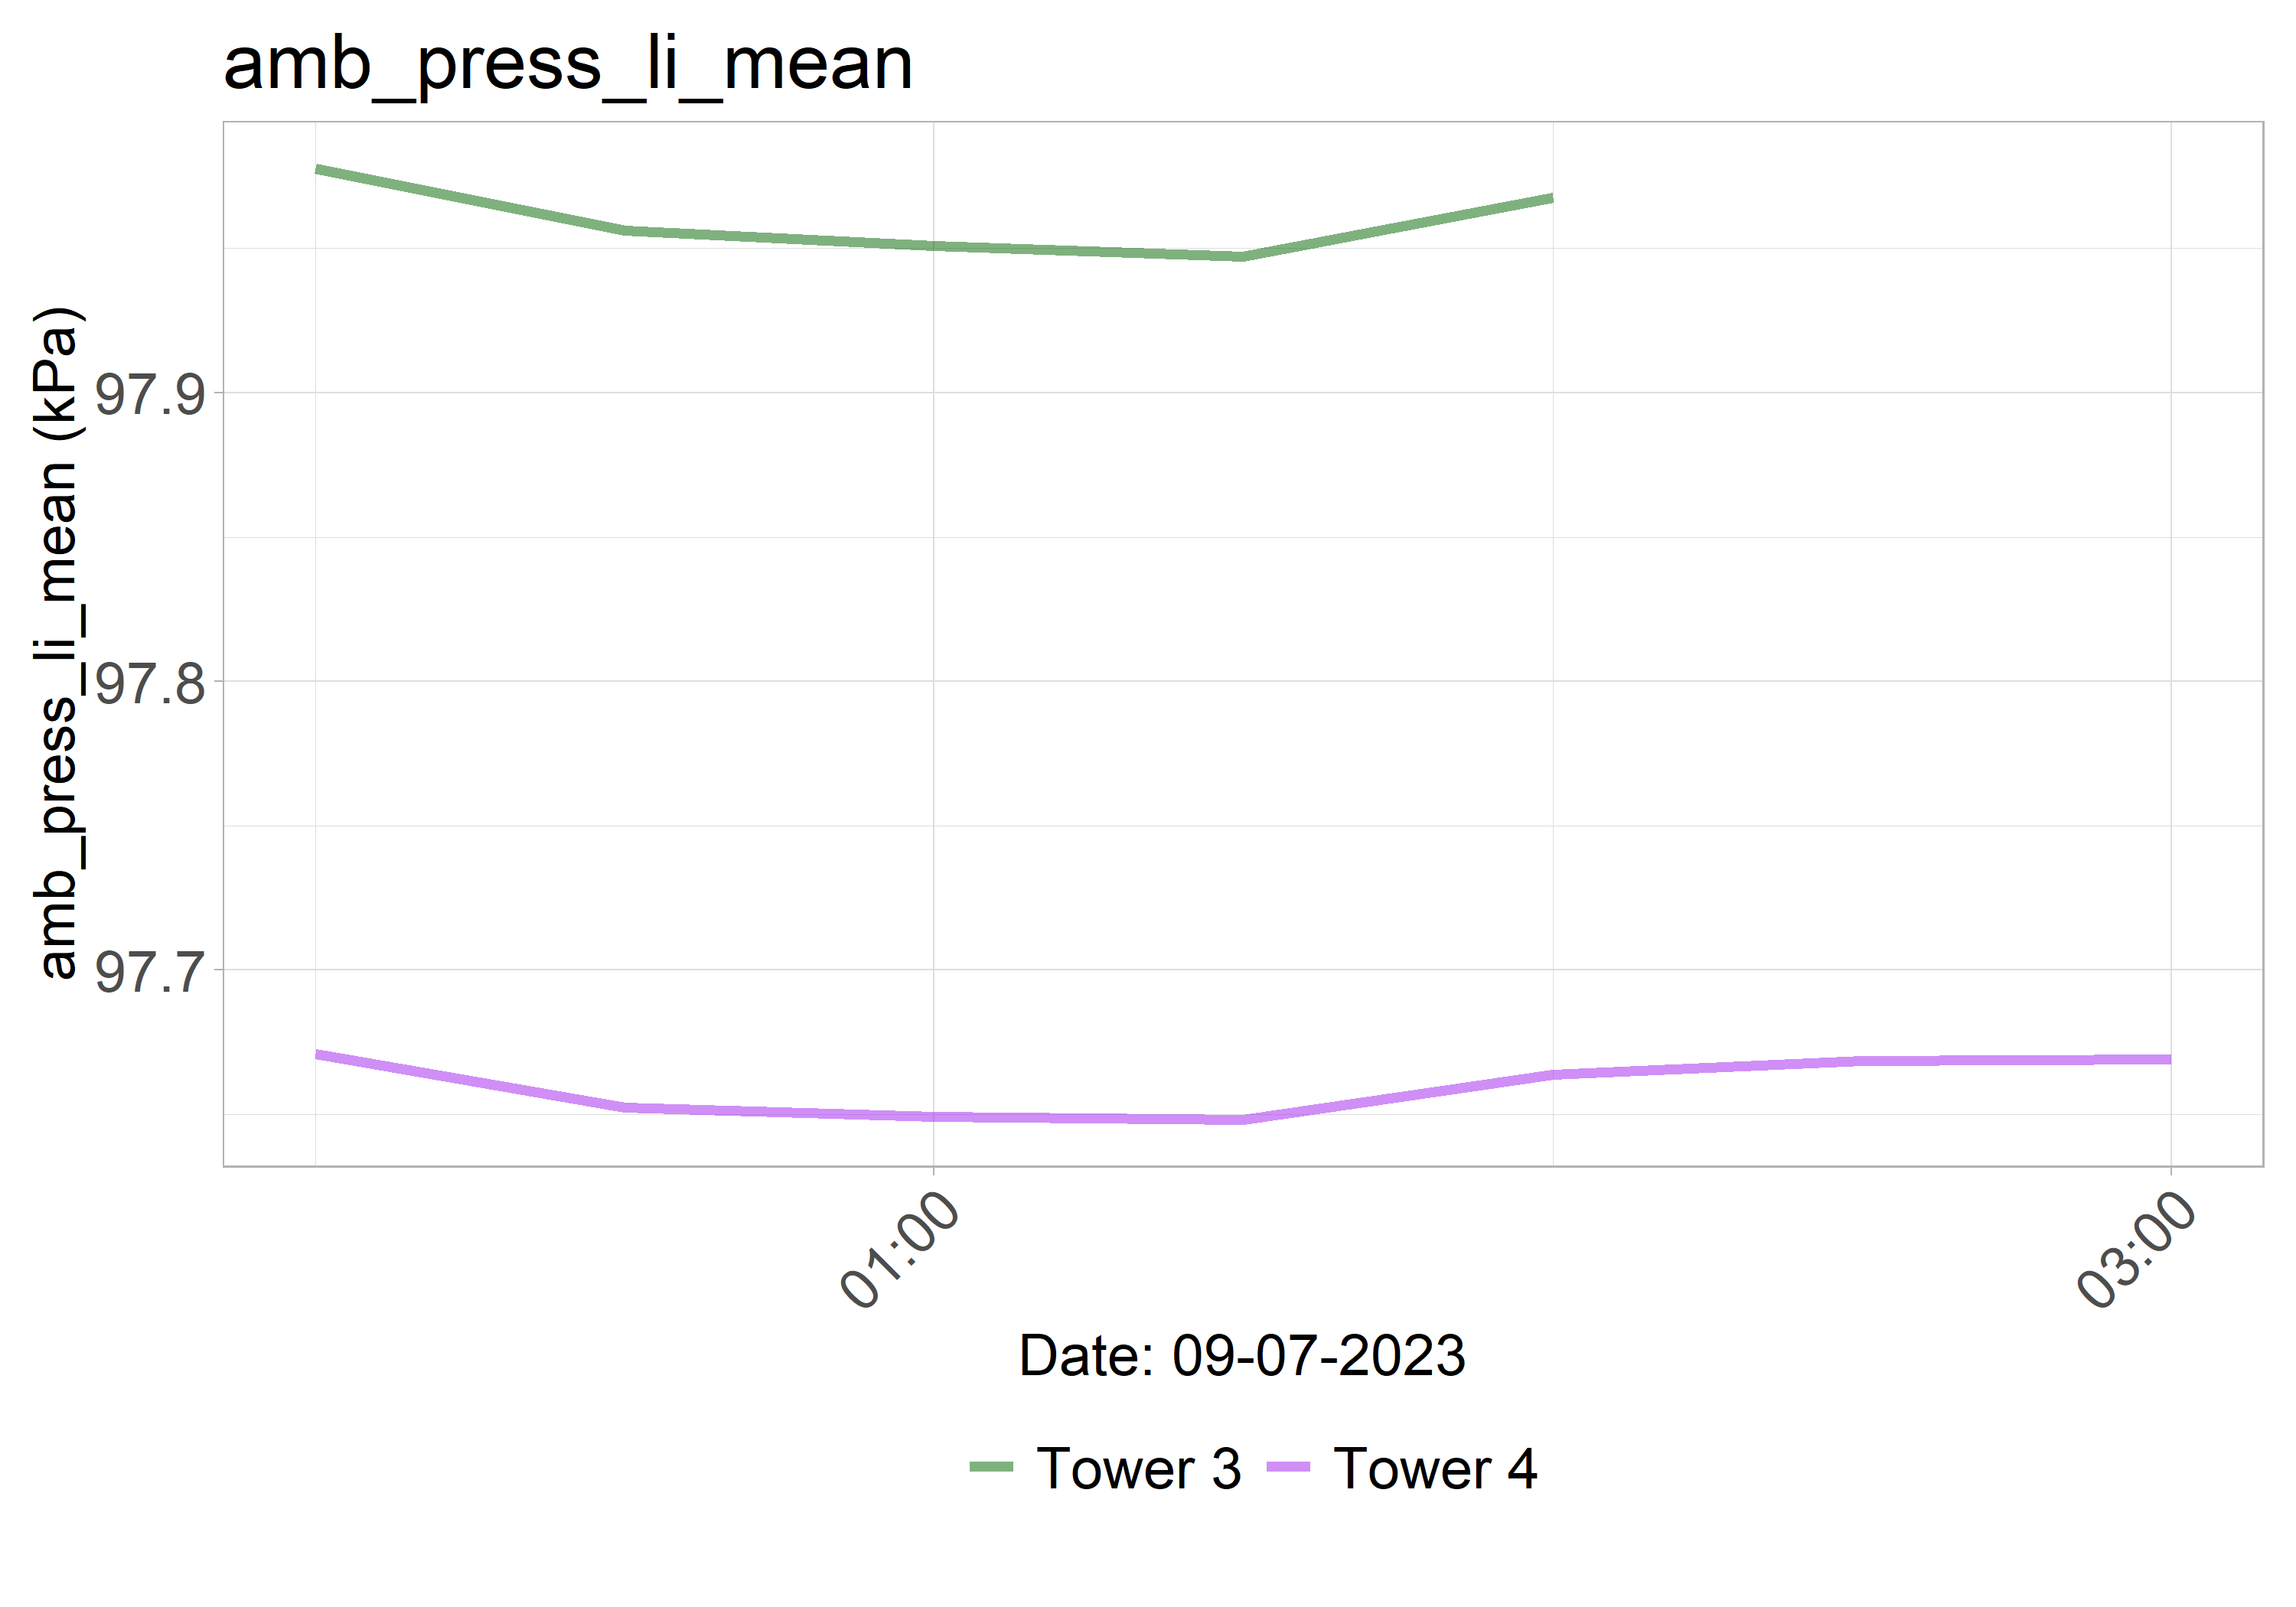 amb_press_li_mean
amb_press_li_mean (kPa)
97.9
97.8
97.7
01:00
03:00
Date: 09-07-2023
Tower 3
Tower 4